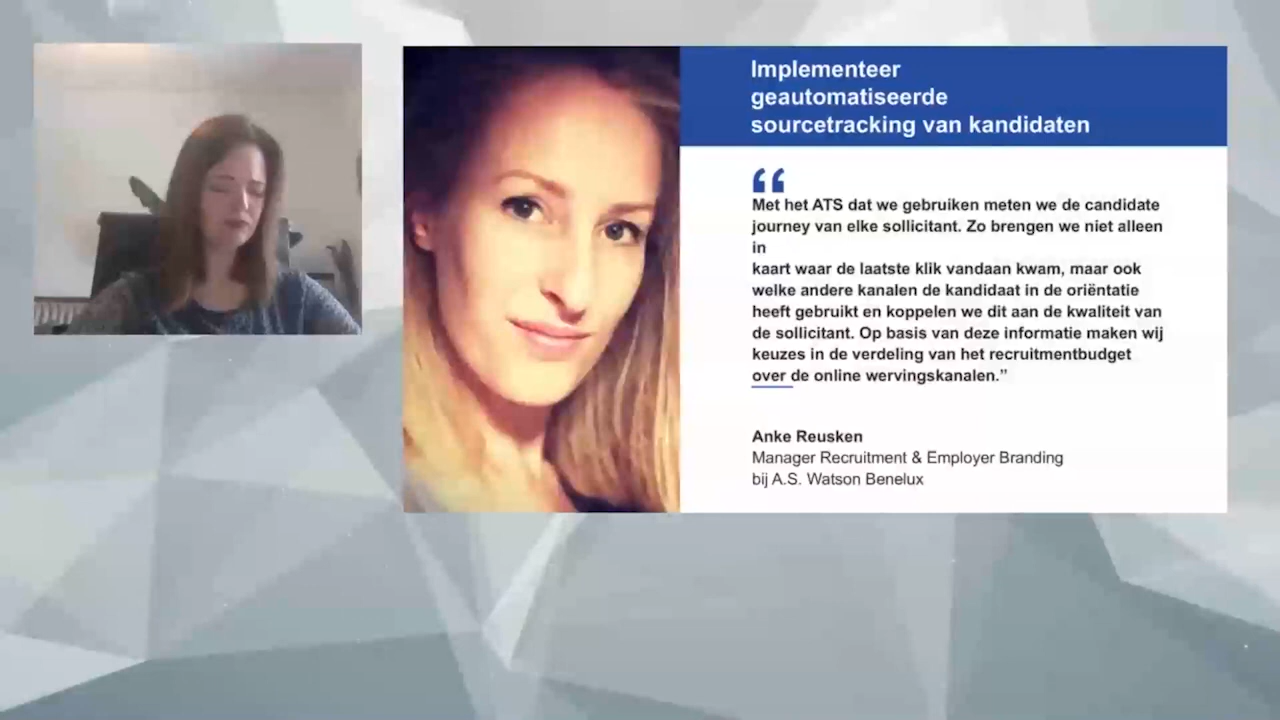 Implementeer
geautomatiseerde
sourcetracking van kandidaten
“
Met het ATS dat we gebruiken meten we de candidate
journey van elke sollicitant. Zo brengen we niet alleen
in
kaart waar de laatste klik vandaan kwam, maar ook
welke andere kanalen de kandidaat in de oriëntatie
heeft gebruikt en koppelen we dit aan de kwaliteit van
de sollicitant. Op basis van deze informatie maken wij
keuzes in de verdeling van het recruitmentbudget
over de online wervingskanalen.”
Anke Reusken
Manager Recruitment & Employer Branding
bij A.S. Watson Benelux